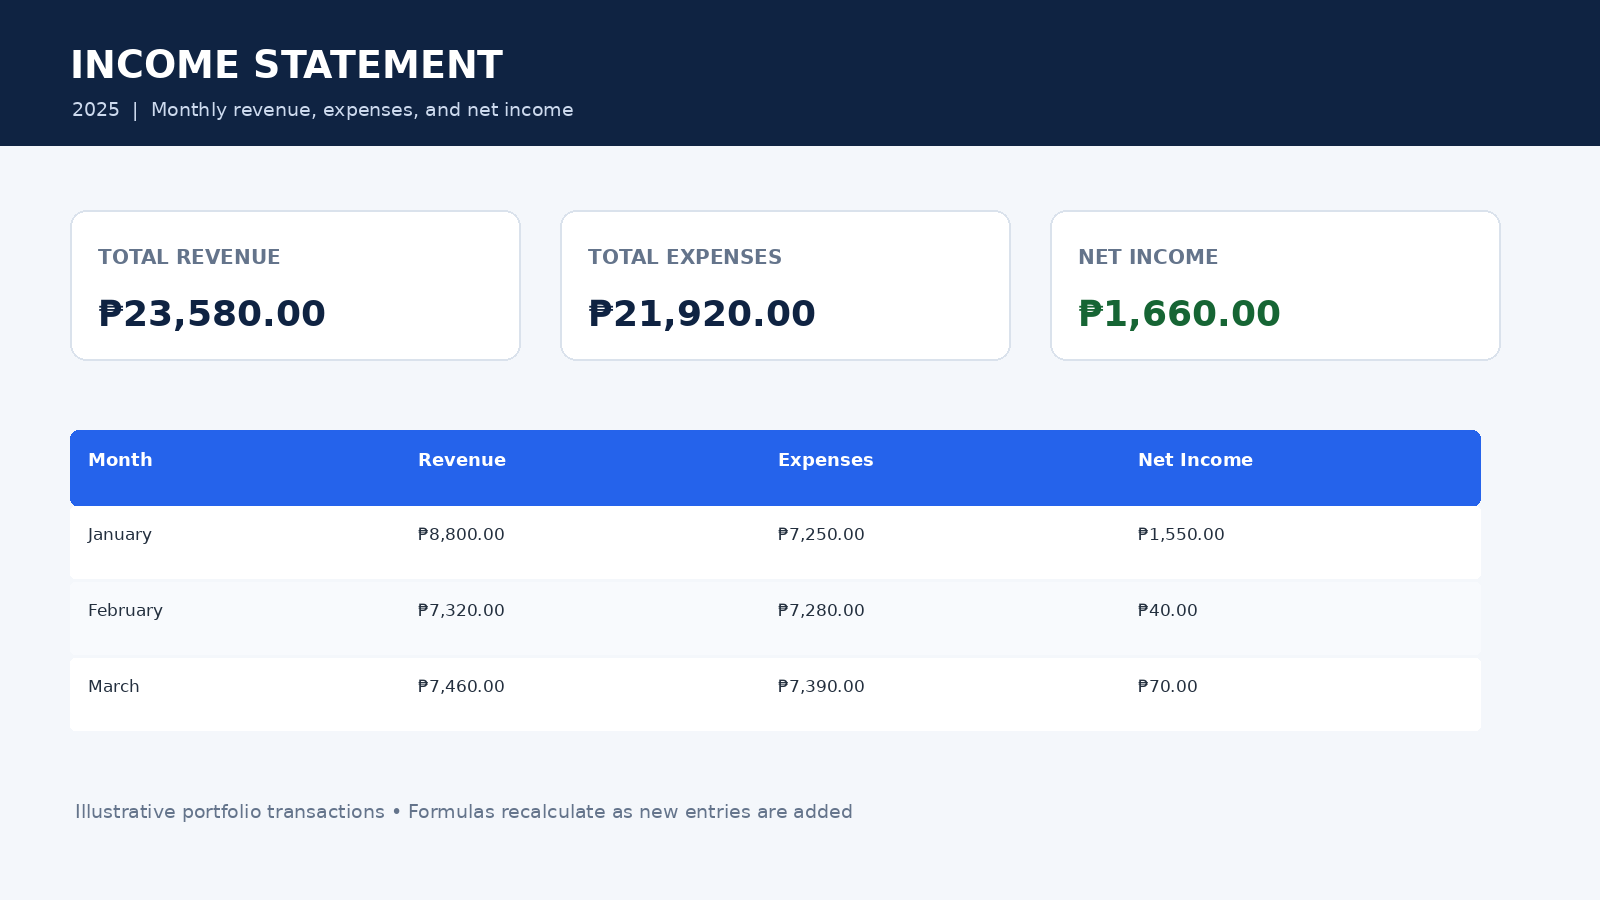 INCOME STATEMENT
2025 | Monthly revenue, expenses, and net income
TOTAL REVENUE
₱23,580.00
TOTAL EXPENSES
₱21,920.00
NET INCOME
₱1,660.00
Month Revenue Expenses Net Income
January ₱8,800.00 ₱7,250.00 ₱1,550.00
February ₱7,320.00 ₱7,280.00 ₱40.00
March ₱7,460.00 ₱7,390.00 ₱70.00
Illustrative portfolio transactions • Formulas recalculate as new entries are added